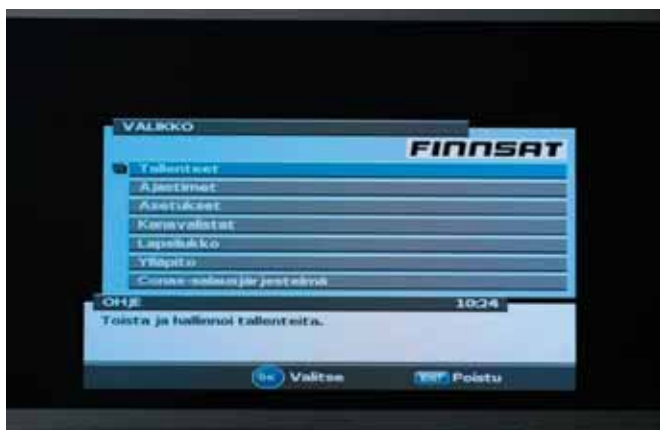 VALIKKO
FINNSAT
Tallenteet
Ajastimet
Asetukset
Kanavalistat
Lapsilukko
Ylläpito
Conax-salausjärjestelmä
OHJE 10:24
Toista ja hallinnoi tallenteita.
OK Valitse EXIT Poistu